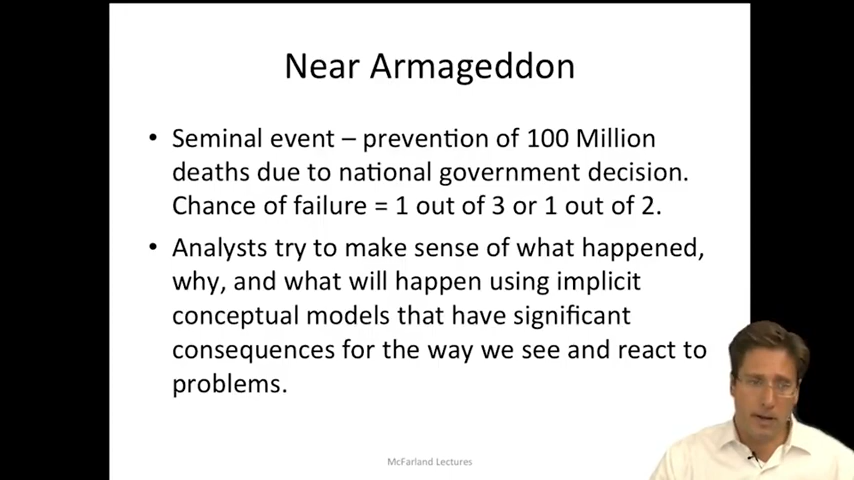 Near Armageddon
• Seminal event – prevention of 100 Million
deaths due to national government decision.
Chance of failure = 1 out of 3 or 1 out of 2.
• Analysts try to make sense of what happened,
why, and what will happen using implicit
conceptual models that have significant
consequences for the way we see and react to
problems.
McFarland Lectures